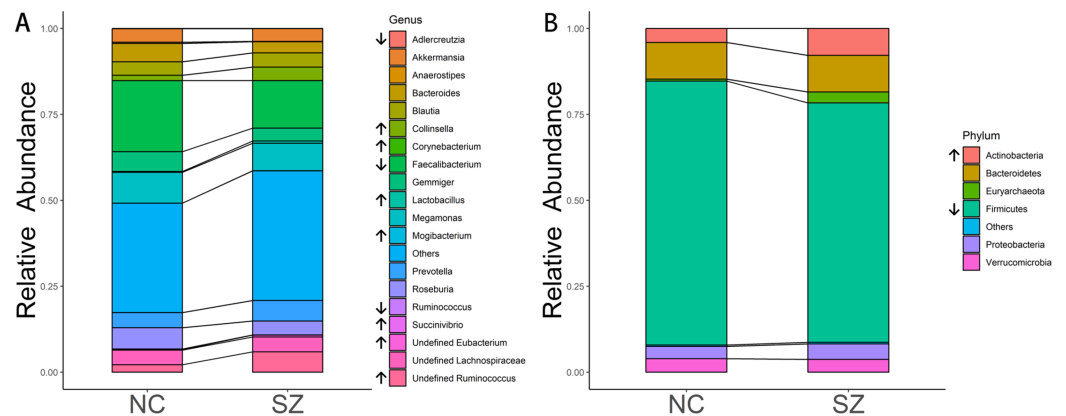 A
Relative Abundance
1.00
0.75
0.50
0.25
0.00
NC SZ
Genus
↓ Adlercreutzia
Akkermansia
Anaerostipes
Bacteroides
Blautia
↑ Collinsella
↑ Corynebacterium
↓ Faecalibacterium
Gemmiger
↑ Lactobacillus
Megamonas
↑ Mogibacterium
Others
Prevotella
Roseburia
↓ Ruminococcus
↑ Succinivibrio
↑ Undefined Eubacterium
Undefined Lachnospiraceae
↑ Undefined Ruminococcus
B
Relative Abundance
1.00
0.75
0.50
0.25
0.00
NC SZ
Phylum
↑ Actinobacteria
Bacteroidetes
Euryarchaeota
↓ Firmicutes
Others
Proteobacteria
Verrucomicrobia